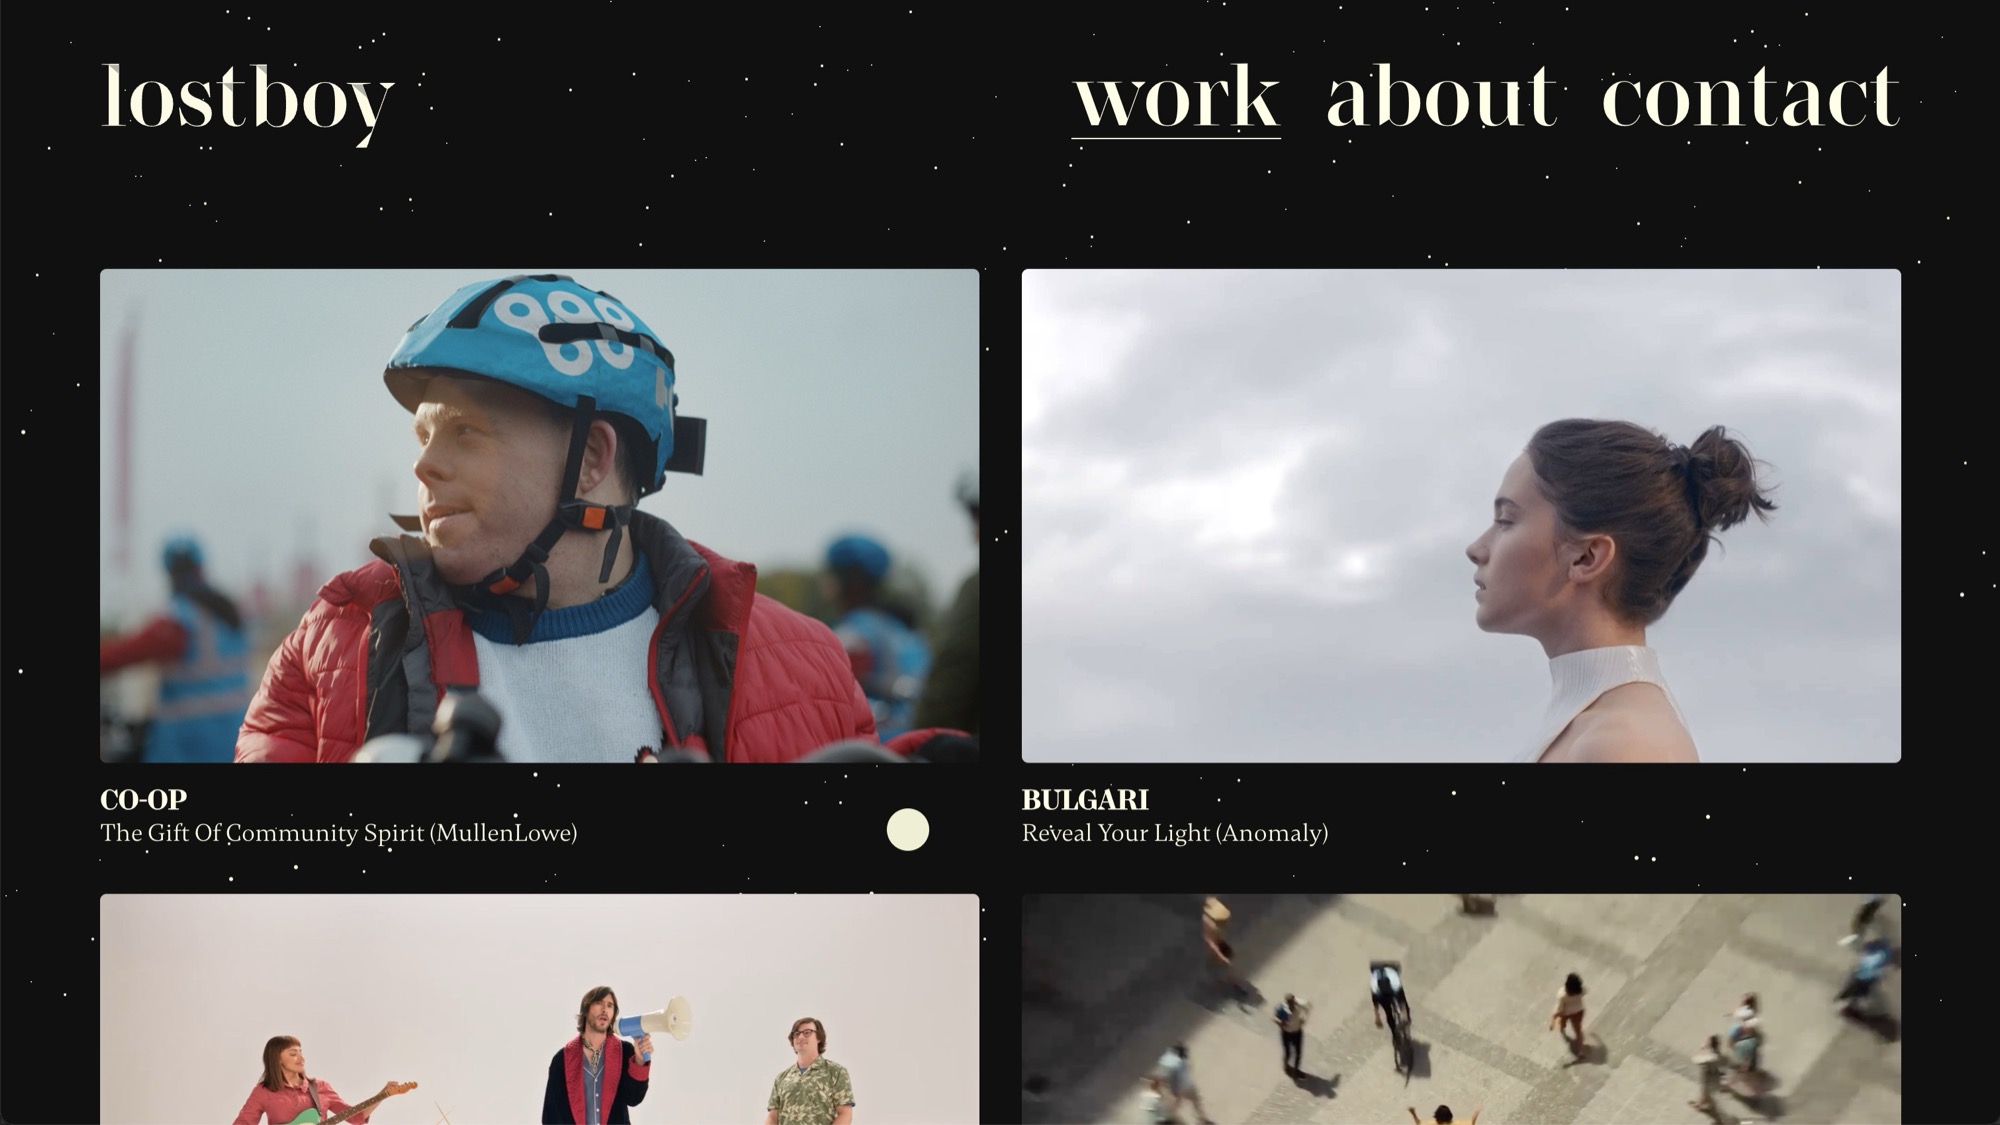 lostboy
work about contact
CO-OP
The Gift Of Community Spirit (MullenLowe)
BULGARI
Reveal Your Light (Anomaly)